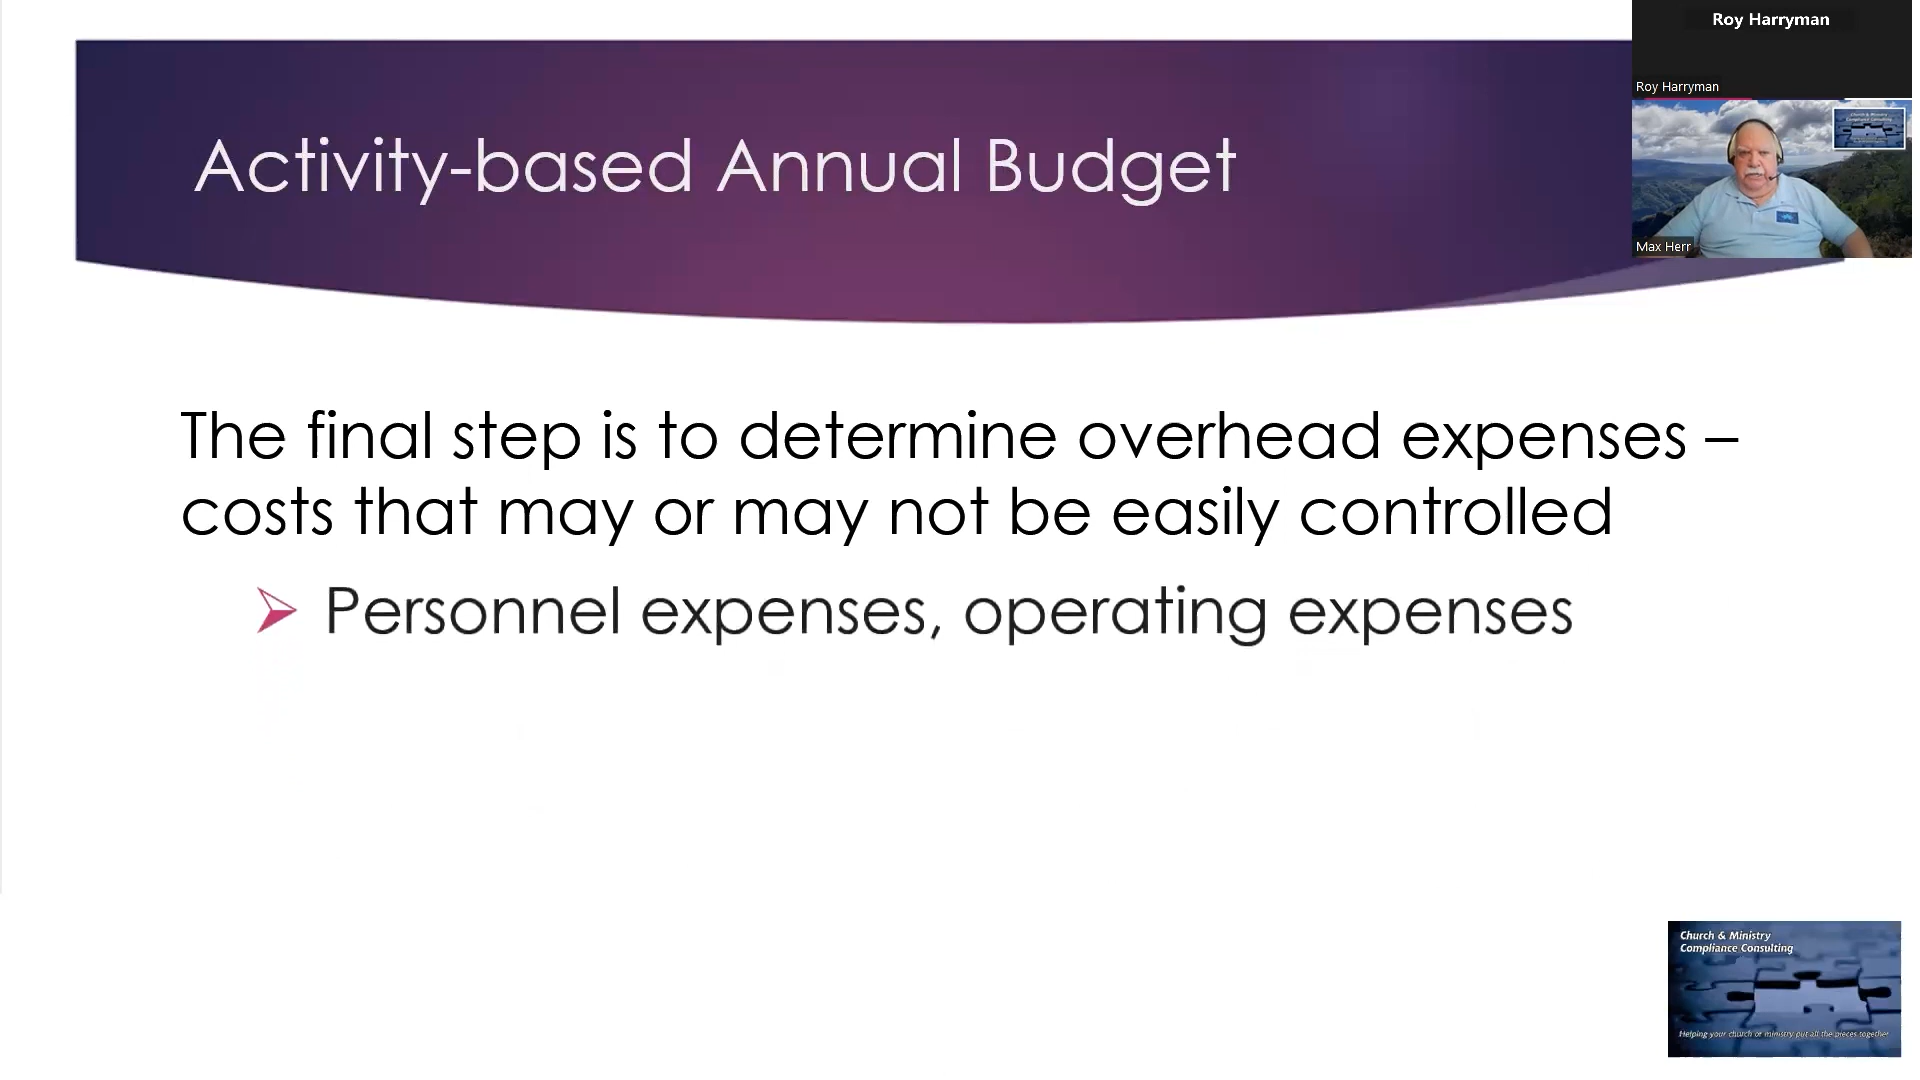 Roy Harryman
Roy Harryman
Activity-based Annual Budget
Max Herr
The final step is to determine overhead expenses –
costs that may or may not be easily controlled
Personnel expenses, operating expenses
Church & Ministry
Compliance Consulting
Helping your church or ministry put all the pieces together